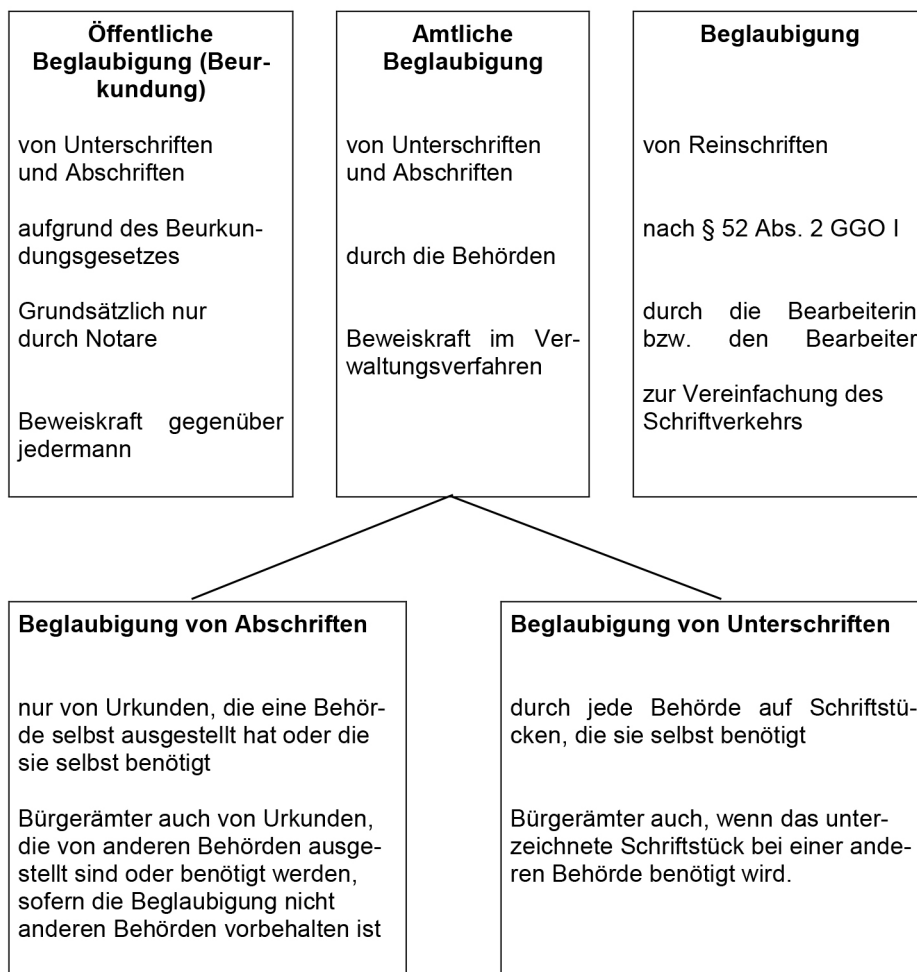 Öffentliche
Beglaubigung (Beur-
kundung)
von Unterschriften
und Abschriften
aufgrund des Beurkun-
dungsgesetzes
Grundsätzlich nur
durch Notare
Beweiskraft gegenüber
jedermann
Amtliche
Beglaubigung
von Unterschriften
und Abschriften
durch die Behörden
Beweiskraft im Ver-
waltungsverfahren
Beglaubigung
von Reinschriften
nach § 52 Abs. 2 GGO I
durch die Bearbeiterin
bzw. den Bearbeiter
zur Vereinfachung des
Schriftverkehrs
Beglaubigung von Abschriften
nur von Urkunden, die eine Behör-
de selbst ausgestellt hat oder die
sie selbst benötigt
Bürgerämter auch von Urkunden,
die von anderen Behörden ausge-
stellt sind oder benötigt werden,
sofern die Beglaubigung nicht
anderen Behörden vorbehalten ist
Beglaubigung von Unterschriften
durch jede Behörde auf Schriftstü-
cken, die sie selbst benötigt
Bürgerämter auch, wenn das unter-
zeichnete Schriftstück bei einer ande-
ren Behörde benötigt wird.